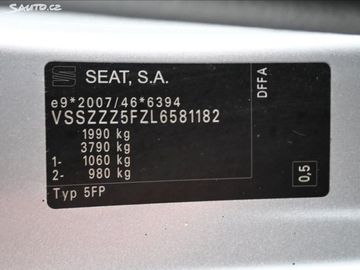 SAUTO.CZ
SEAT, S.A.
e9*2007/46*6394
VSSZZZ5FZL6581182
1990 kg
3790 kg
1- 1060 kg
2- 980 kg
Typ 5FP
DFFA
0,5